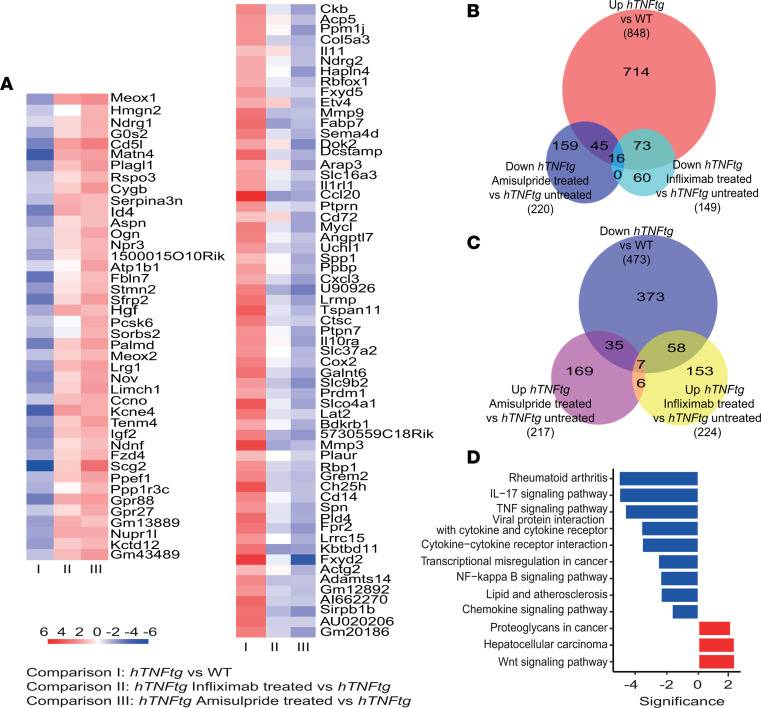 A
Meox1
Hmgn2
Ndrg1
G0s2
Cd5l
Matn4
Plagl1
Rspo3
Cygb
Serpina3n
Id4
Aspn
Ogn
Npr3
1500015O10Rik
Atp1b1
Fbln7
Stmn2
Sfrp2
Hgf
Pcsk6
Sorbs2
Palmd
Meox2
Lrg1
Nov
Limch1
Ccno
Kcne4
Tenm4
Igf2
Ndnf
Fzd4
Scg2
Ppef1
Ppp1r3c
Gpr88
Gpr27
Gm13889
Nupr1l
Kctd12
Gm43489
I II III
6 4 2 0 -2 -4 -6
Ckb
Acp5
Ppm1j
Col5a3
Il11
Ndrg2
Hapln4
Rbfox1
Fxyd5
Etv4
Mmp9
Fabp7
Sema4d
Dok2
Dcstamp
Arap3
Slc16a3
Il1rl1
Ccl20
Ptprn
Cd72
Mycl
Angptl7
Uchl1
Spp1
Ppbp
Cxcl3
U90926
Lrmp
Tspan11
Ctsc
Ptpn7
Il10ra
Slc37a2
Cox2
Galnt6
Slc9b2
Prdm1
Slco4a1
Lat2
Bdkrb1
5730559C18Rik
Mmp3
Plaur
Rbp1
Grem2
Ch25h
Cd14
Spn
Pld4
Fpr2
Lrrc15
Kbtbd11
Fxyd2
Actg2
Adamts14
Gm12892
AI662270
Sirpb1b
AU020206
Gm20186
I II III
Comparison I: hTNFtg vs WT
Comparison II: hTNFtg Infliximab treated vs hTNFtg
Comparison III: hTNFtg Amisulpride treated vs hTNFtg
B
Up hTNFtg
vs WT
(848)
714
159 45 73
16
0 60
Down hTNFtg
Amisulpride treated
vs hTNFtg untreated
(220)
Down hTNFtg
Infliximab treated
vs hTNFtg untreated
(149)
C
Down hTNFtg
vs WT
(473)
373
35 58
7
169 6 153
Up hTNFtg
Amisulpride treated
vs hTNFtg untreated
(217)
Up hTNFtg
Infliximab treated
vs hTNFtg untreated
(224)
D
Rheumatoid arthritis
IL-17 signaling pathway
TNF signaling pathway
Viral protein interaction
with cytokine and cytokine receptor
Cytokine-cytokine receptor interaction
Transcriptional misregulation in cancer
NF-kappa B signaling pathway
Lipid and atherosclerosis
Chemokine signaling pathway
Proteoglycans in cancer
Hepatocellular carcinoma
Wnt signaling pathway
-4 -2 0 2
Significance